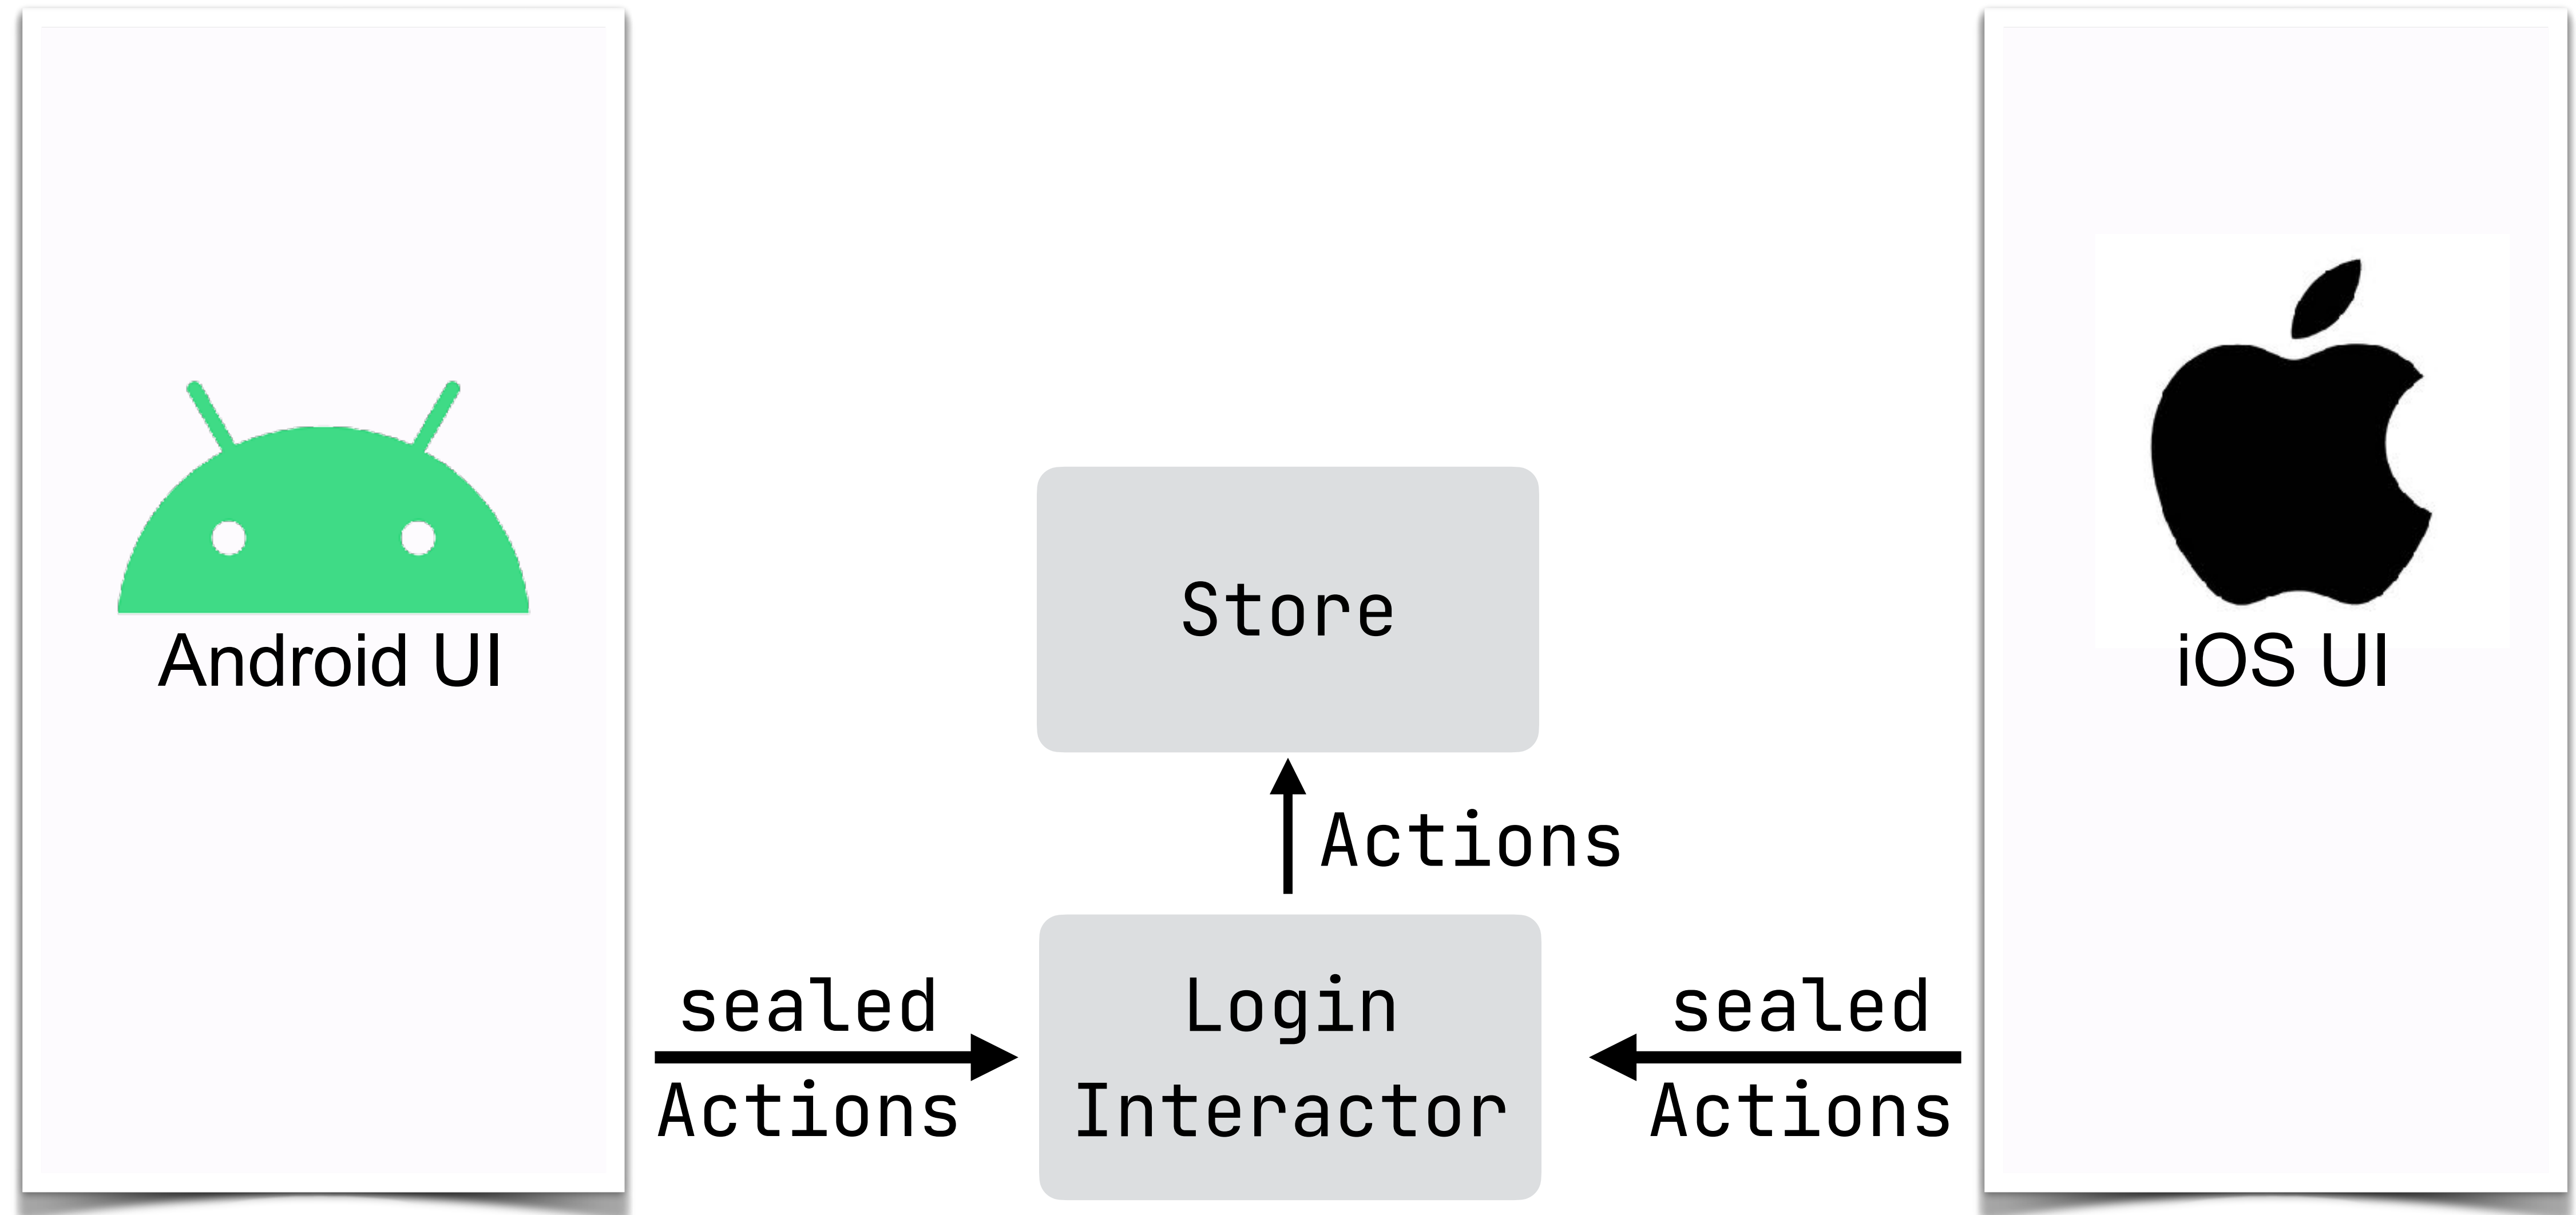 Android UI
Store
iOS UI
Actions
sealed
Actions
Login
Interactor
sealed
Actions